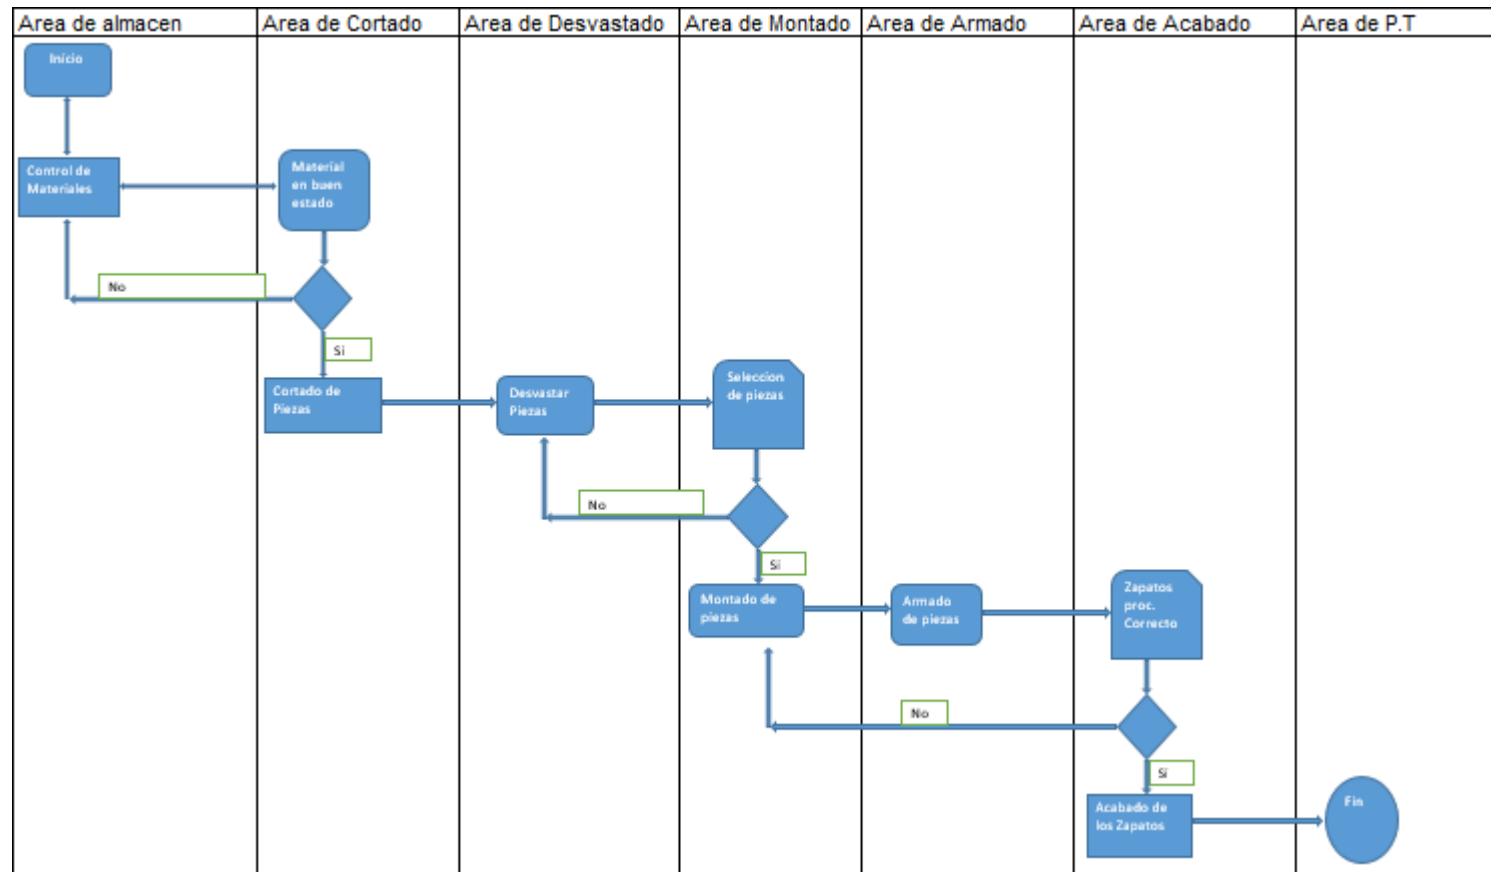 Area de almacen
Area de Cortado
Area de Desvastado
Area de Montado
Area de Armado
Area de Acabado
Area de P.T
Inicio
Control de
Materiales
Material
en buen
estado
No
Si
Cortado de
Piezas
Desvastar
Piezas
Seleccion
de piezas
No
Si
Montado de
piezas
Armado
de piezas
Zapatos
proc.
Correcto
No
Si
Acabado de
los Zapatos
Fin